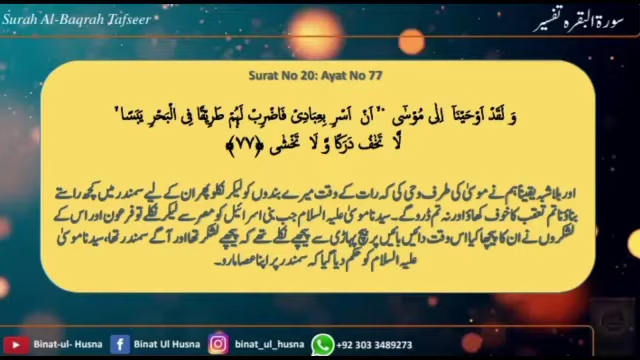 Surah Al-Baqrah Tafseer
سورۃ البقرہ تفسیر
Surat No 20: Ayat No 77
وَ لَقَدْ اَوْحَیْنَاۤ اِلٰی مُوْسٰۤی ۙ۬ اَنْ اَسْرِ بِعِبَادِیْ فَاضْرِبْ لَہُمْ طَرِیْقًا فِی الْبَحْرِ یَبَسًا ۙ
لَّا تَخٰفُ دَرَکًا وَّ لَا تَخْشٰی ﴿۷۷﴾
اور بلاشبہ یقیناً ہم نے موسیٰ کی طرف وحی کی کہ رات کے وقت میرے بندوں کو لیکر نکلو پھر ان کے لیے سمندر میں کچھ راستے
بناؤ نا تم تعقب کا خوف کھاؤ اور نہ تم ڈرو گے۔ سیدنا موسیٰ علیہ السلام جب بنی اسرائیل کو مصر سے لیکر نکلے تو فرعون اور اس کے
لشکروں نے ان کا پیچھا کیا اس وقت دائیں بائیں پر بیچ پہاڑی سے پیچھے نکلے تھے کہ پیچھے لشکر تھا اور آگے سمندر تھا، سیدنا موسیٰ
علیہ السلام کو حکم دیا گیا کہ سمندر پر اپنا عصا مارو۔
Binat-ul- Husna
Binat Ul Husna
binat_ul_husna
+92 303 3489273